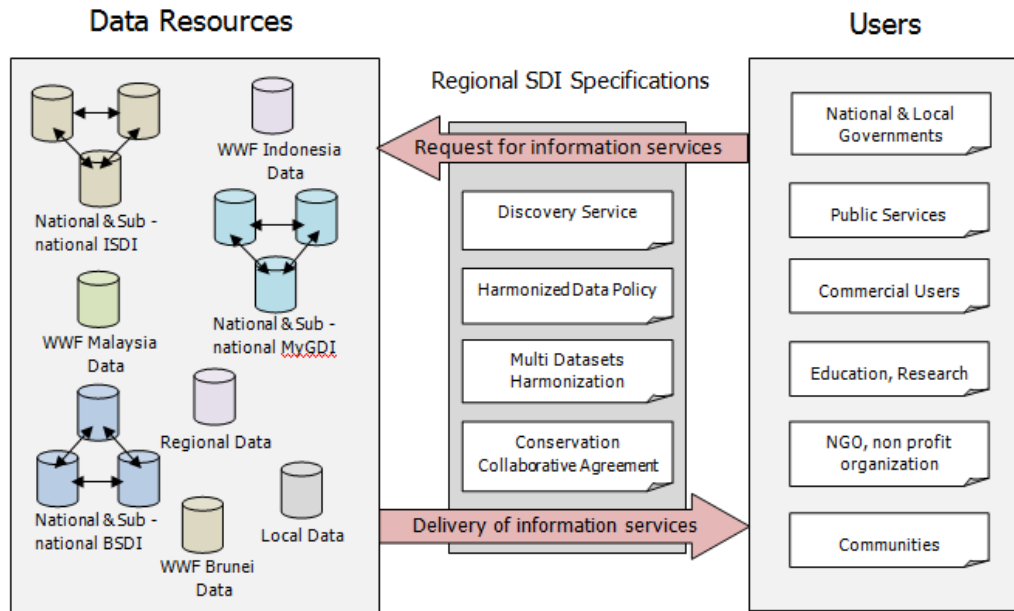 Data Resources
Users
Regional SDI Specifications
National & Sub -
national ISDI
WWF Indonesia
Data
WWF Malaysia
Data
National & Sub -
national MyGDI
Regional Data
National & Sub -
national BSDI
WWF Brunei
Data
Local Data
Request for information services
Discovery Service
Harmonized Data Policy
Multi Datasets
Harmonization
Conservation
Collaborative Agreement
Delivery of information services
National & Local
Governments
Public Services
Commercial Users
Education, Research
NGO, non profit
organization
Communities